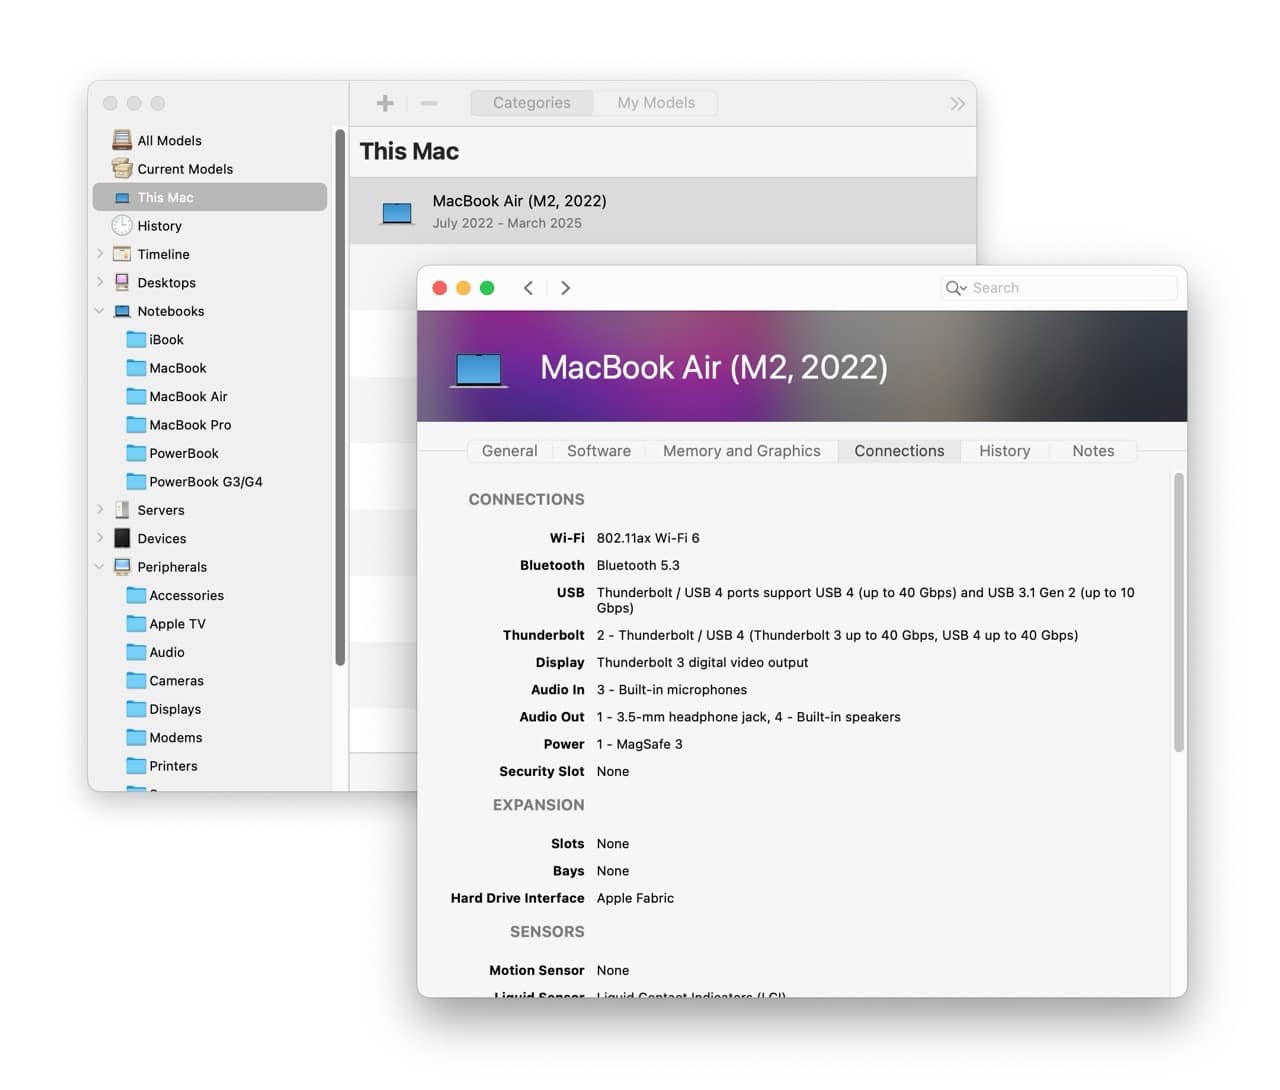 Categories
My Models
All Models
Current Models
This Mac
History
Timeline
Desktops
Notebooks
iBook
MacBook
MacBook Air
MacBook Pro
PowerBook
PowerBook G3/G4
Servers
Devices
Peripherals
Accessories
Apple TV
Audio
Cameras
Displays
Modems
Printers
This Mac
MacBook Air (M2, 2022)
July 2022 - March 2025
Search
MacBook Air (M2, 2022)
General Software Memory and Graphics Connections History Notes
CONNECTIONS
Wi-Fi 802.11ax Wi-Fi 6
Bluetooth Bluetooth 5.3
USB Thunderbolt / USB 4 ports support USB 4 (up to 40 Gbps) and USB 3.1 Gen 2 (up to 10
Gbps)
Thunderbolt 2 - Thunderbolt / USB 4 (Thunderbolt 3 up to 40 Gbps, USB 4 up to 40 Gbps)
Display Thunderbolt 3 digital video output
Audio In 3 - Built-in microphones
Audio Out 1 - 3.5-mm headphone jack, 4 - Built-in speakers
Power 1 - MagSafe 3
Security Slot None
EXPANSION
Slots None
Bays None
Hard Drive Interface Apple Fabric
SENSORS
Motion Sensor None
Liquid Sensor Liquid Contact Indicators (LCI)